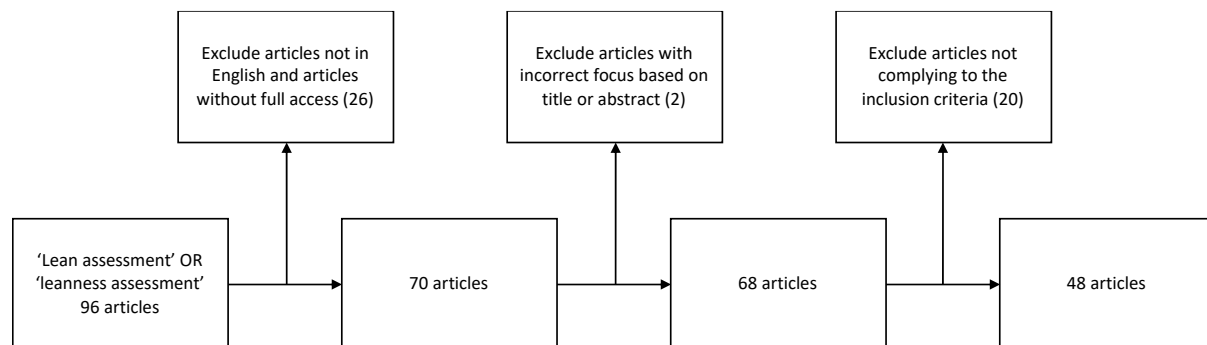 Exclude articles not in
English and articles
without full access (26)
Exclude articles with
incorrect focus based on
title or abstract (2)
Exclude articles not
complying to the
inclusion criteria (20)
‘Lean assessment’ OR
‘leanness assessment’
96 articles
70 articles
68 articles
48 articles